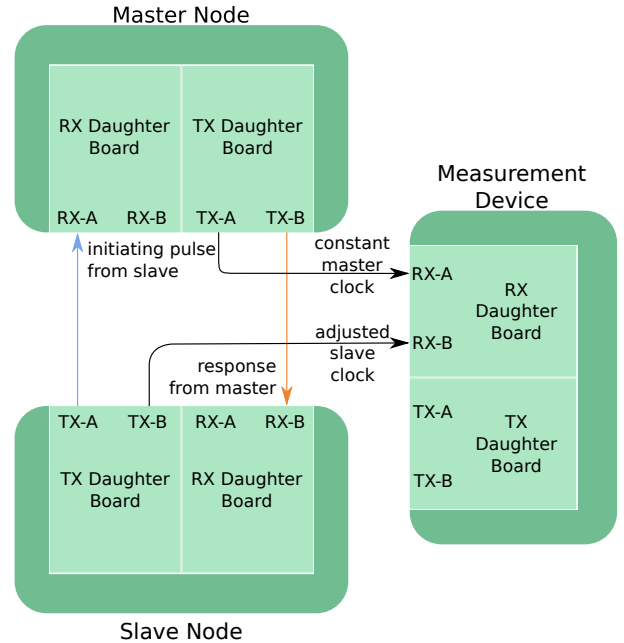 Master Node
RX Daughter
Board
TX Daughter
Board
RX-A
RX-B
TX-A
TX-B
initiating pulse
from slave
constant
master
clock
adjusted
slave
clock
response
from master
TX-A
TX-B
RX-A
RX-B
TX Daughter
Board
RX Daughter
Board
Slave Node
Measurement
Device
RX-A
RX-B
RX
Daughter
Board
TX-A
TX-B
TX
Daughter
Board